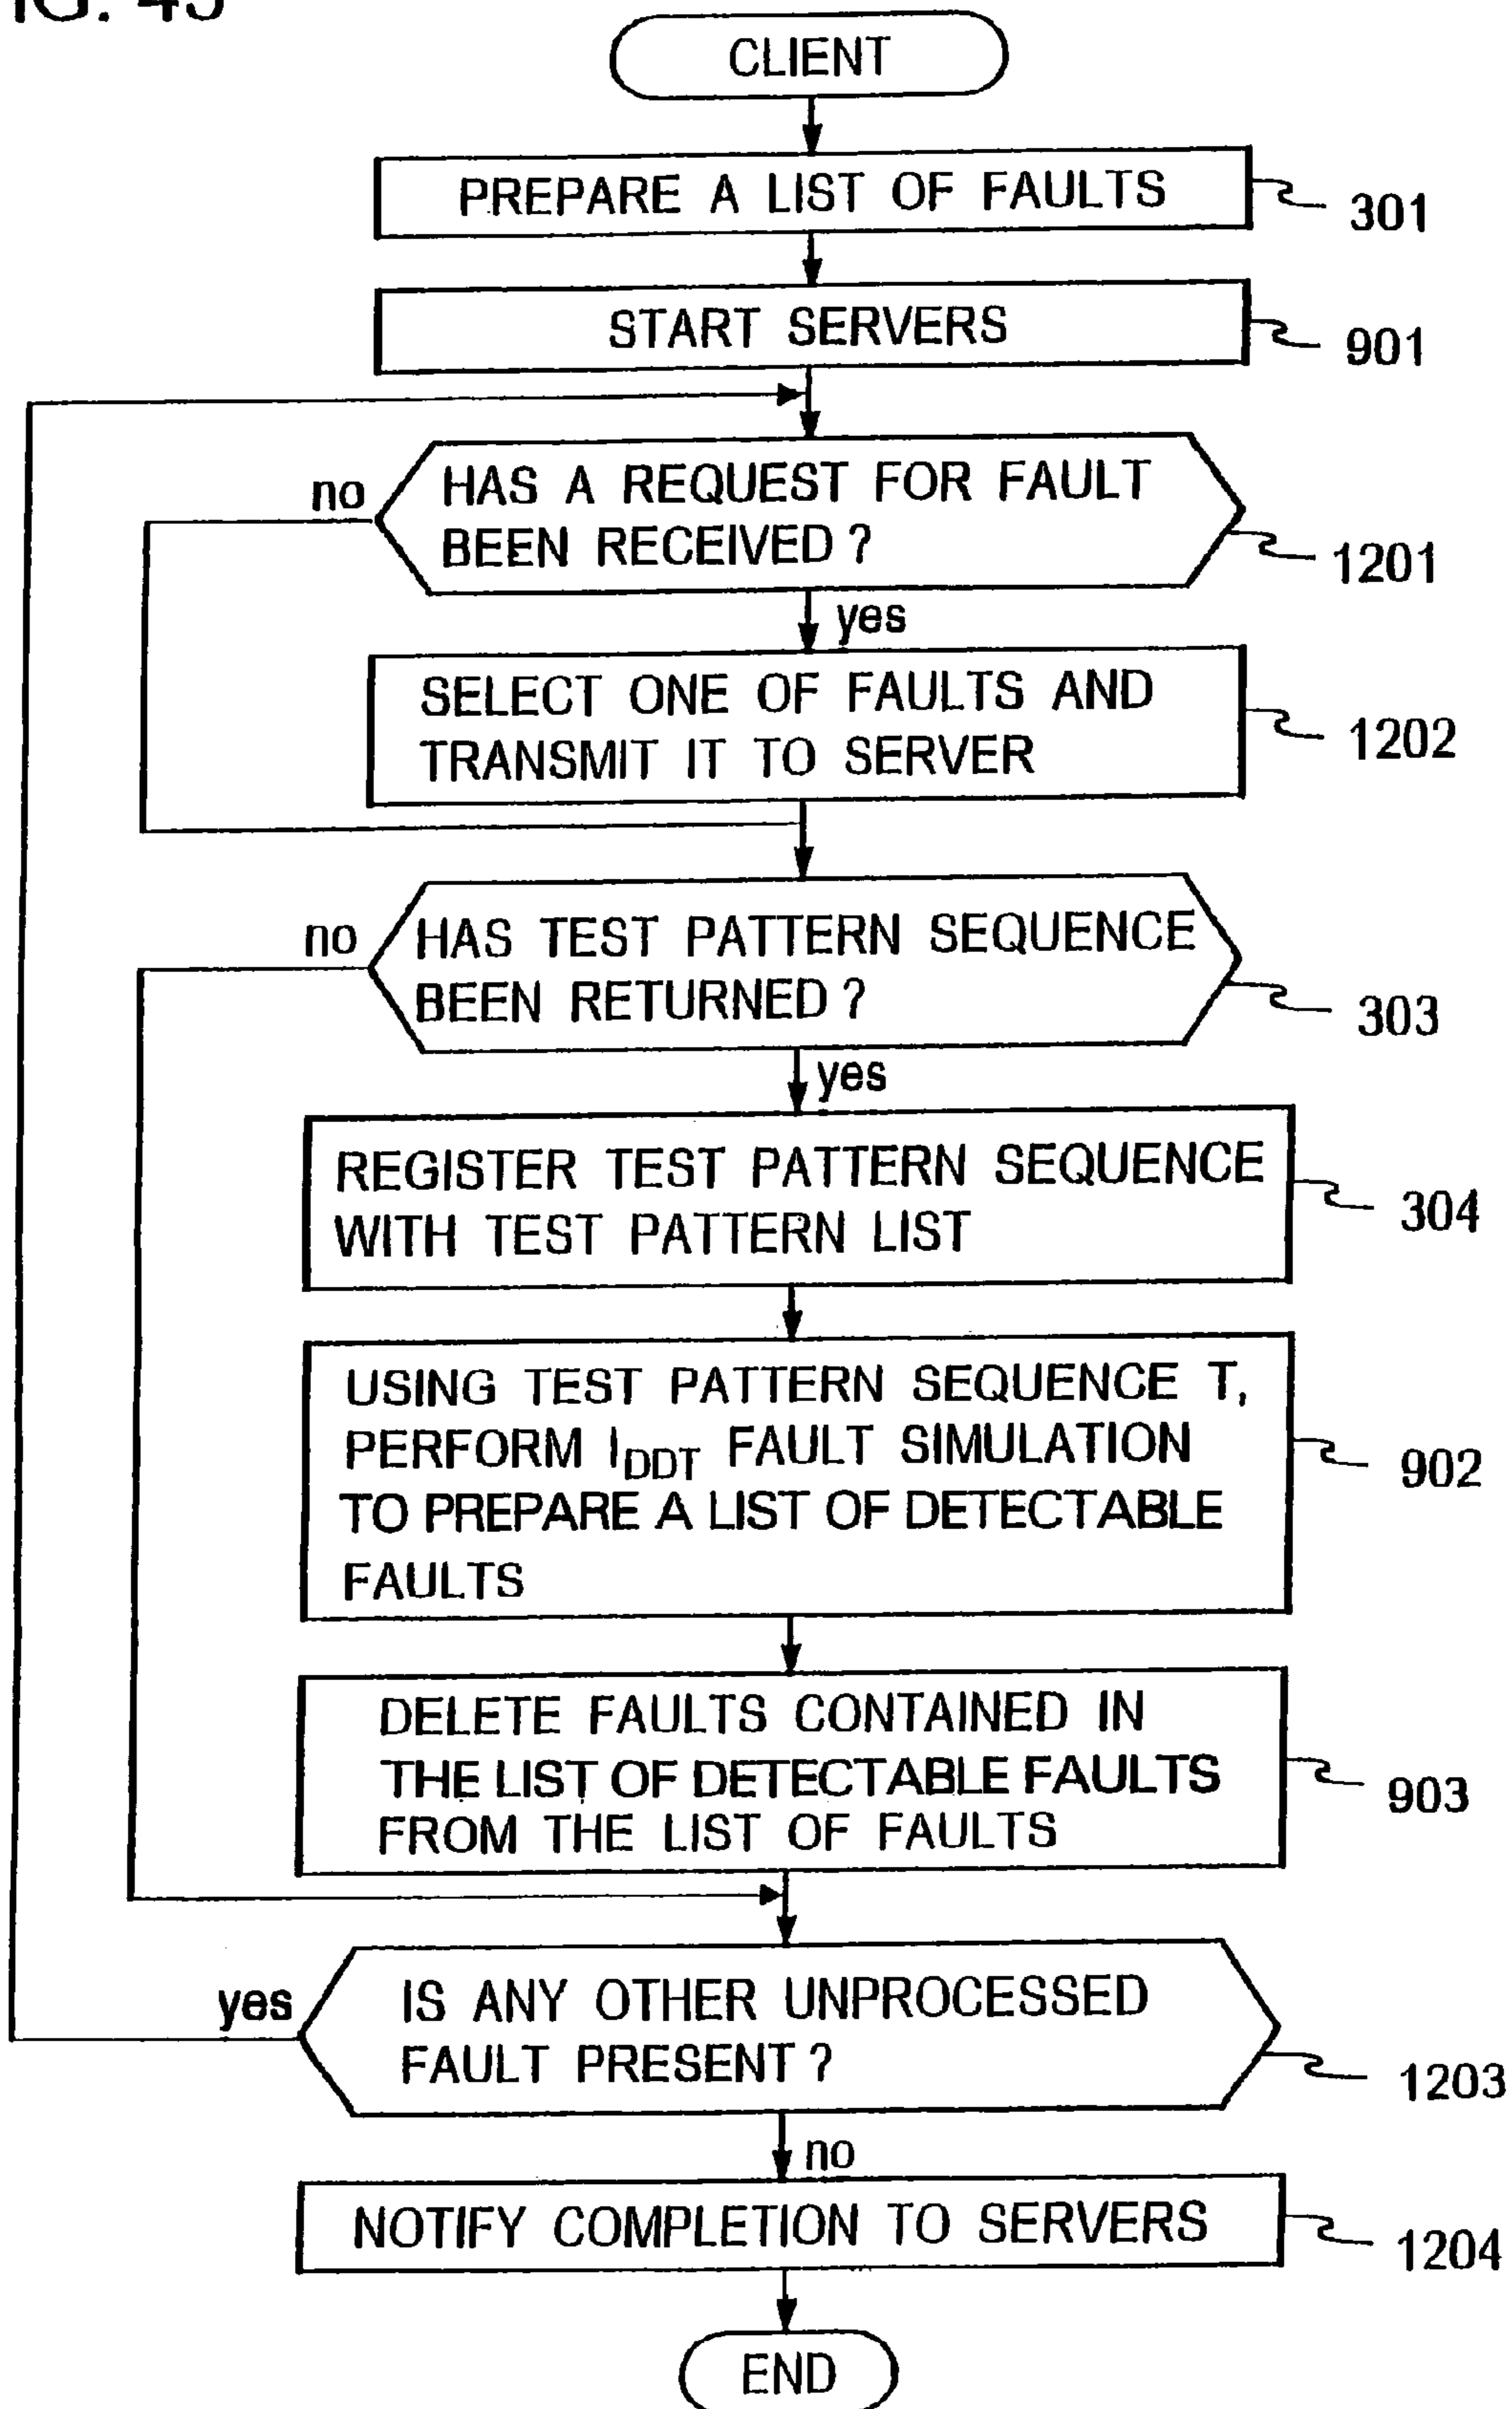 CLIENT
PREPARE A LIST OF FAULTS
301
START SERVERS
901
no
HAS A REQUEST FOR FAULT
BEEN RECEIVED ?
1201
yes
SELECT ONE OF FAULTS AND
TRANSMIT IT TO SERVER
1202
no
HAS TEST PATTERN SEQUENCE
BEEN RETURNED ?
303
yes
REGISTER TEST PATTERN SEQUENCE
WITH TEST PATTERN LIST
304
USING TEST PATTERN SEQUENCE T,
PERFORM IDDT FAULT SIMULATION
TO PREPARE A LIST OF DETECTABLE
FAULTS
902
DELETE FAULTS CONTAINED IN
THE LIST OF DETECTABLE FAULTS
FROM THE LIST OF FAULTS
903
yes
IS ANY OTHER UNPROCESSED
FAULT PRESENT ?
1203
no
NOTIFY COMPLETION TO SERVERS
1204
END